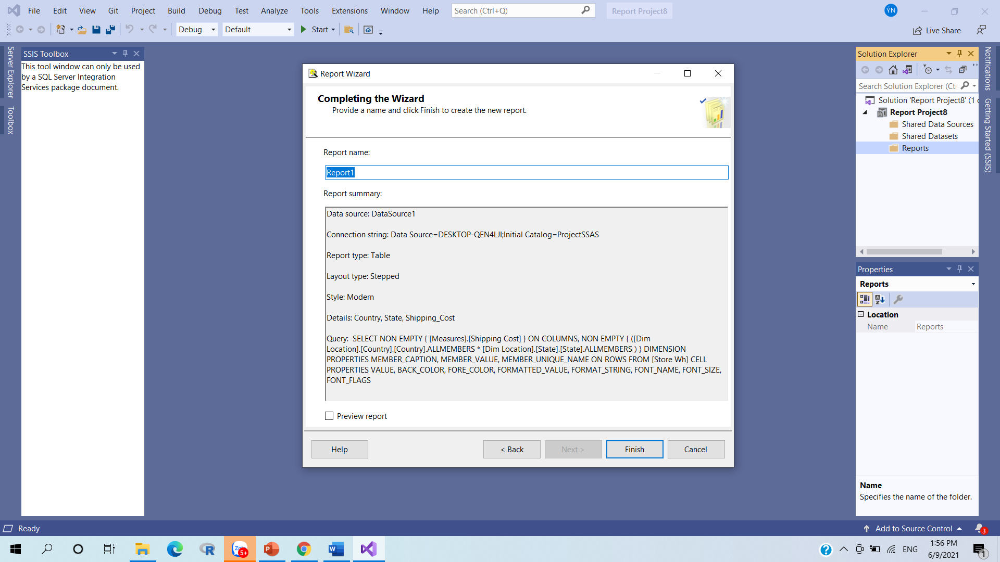 File Edit View Git Project Build Debug Test Analyze Tools Extensions Window Help Search (Ctrl+Q) Report Project8 ÝN
Debug Default Start Live Share
Server Explorer
Toolbox
SSIS Toolbox
This tool window can only be used
by a SQL Server Integration
Services package document.
Report Wizard
Completing the Wizard
Provide a name and click Finish to create the new report.
Report name:
Report1
Report summary:
Data source: DataSource1
Connection string: Data Source=DESKTOP-QEN4LJI;Initial Catalog=ProjectSSAS
Report type: Table
Layout type: Stepped
Style: Modern
Details: Country, State, Shipping_Cost
Query:  SELECT NON EMPTY { [Measures].[Shipping Cost] } ON COLUMNS, NON EMPTY { ([Dim
Location].[Country].[Country].ALLMEMBERS * [Dim Location].[State].[State].ALLMEMBERS ) } DIMENSION
PROPERTIES MEMBER_CAPTION, MEMBER_VALUE, MEMBER_UNIQUE_NAME ON ROWS FROM [Store Wh] CELL
PROPERTIES VALUE, BACK_COLOR, FORE_COLOR, FORMATTED_VALUE, FORMAT_STRING, FONT_NAME, FONT_SIZE,
FONT_FLAGS
Preview report
Help < Back Next > Finish Cancel
Solution Explorer
Search Solution Explorer (Ctr
Solution 'Report Project8' (1
Report Project8
Shared Data Sources
Shared Datasets
Reports
Properties
Reports
Location
Name Reports
Name
Specifies the name of the folder.
Notifications
Getting Started (SSIS)
Ready Add to Source Control 3
5+ ENG 1:56 PM
6/9/2021 1